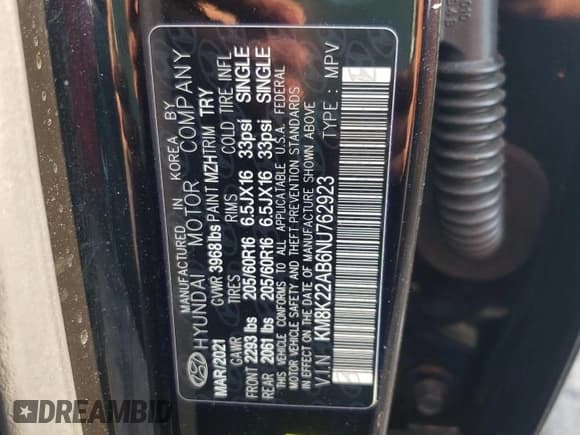 MANUFACTURED IN KOREA BY
HYUNDAI MOTOR COMPANY
MAR/2021 GVWR 3968lbs PAINT MZH TRIM TRY
GAWR TIRES RIMS COLD TIRE INFL
FRONT 2293 lbs 205/60R16 6.5JX16 33psi SINGLE
REAR 2061 lbs 205/60R16 6.5JX16 33psi SINGLE
THIS VEHICLE CONFORMS TO ALL APPLICABLE U.S.A. FEDERAL
MOTOR VEHICLE SAFETY AND THEFT PREVENTION STANDARDS
IN EFFECT ON THE DATE OF MANUFACTURE SHOWN ABOVE
V.I.N KM8K22AB6NU762923 TYPE : MPV
DREAMBID